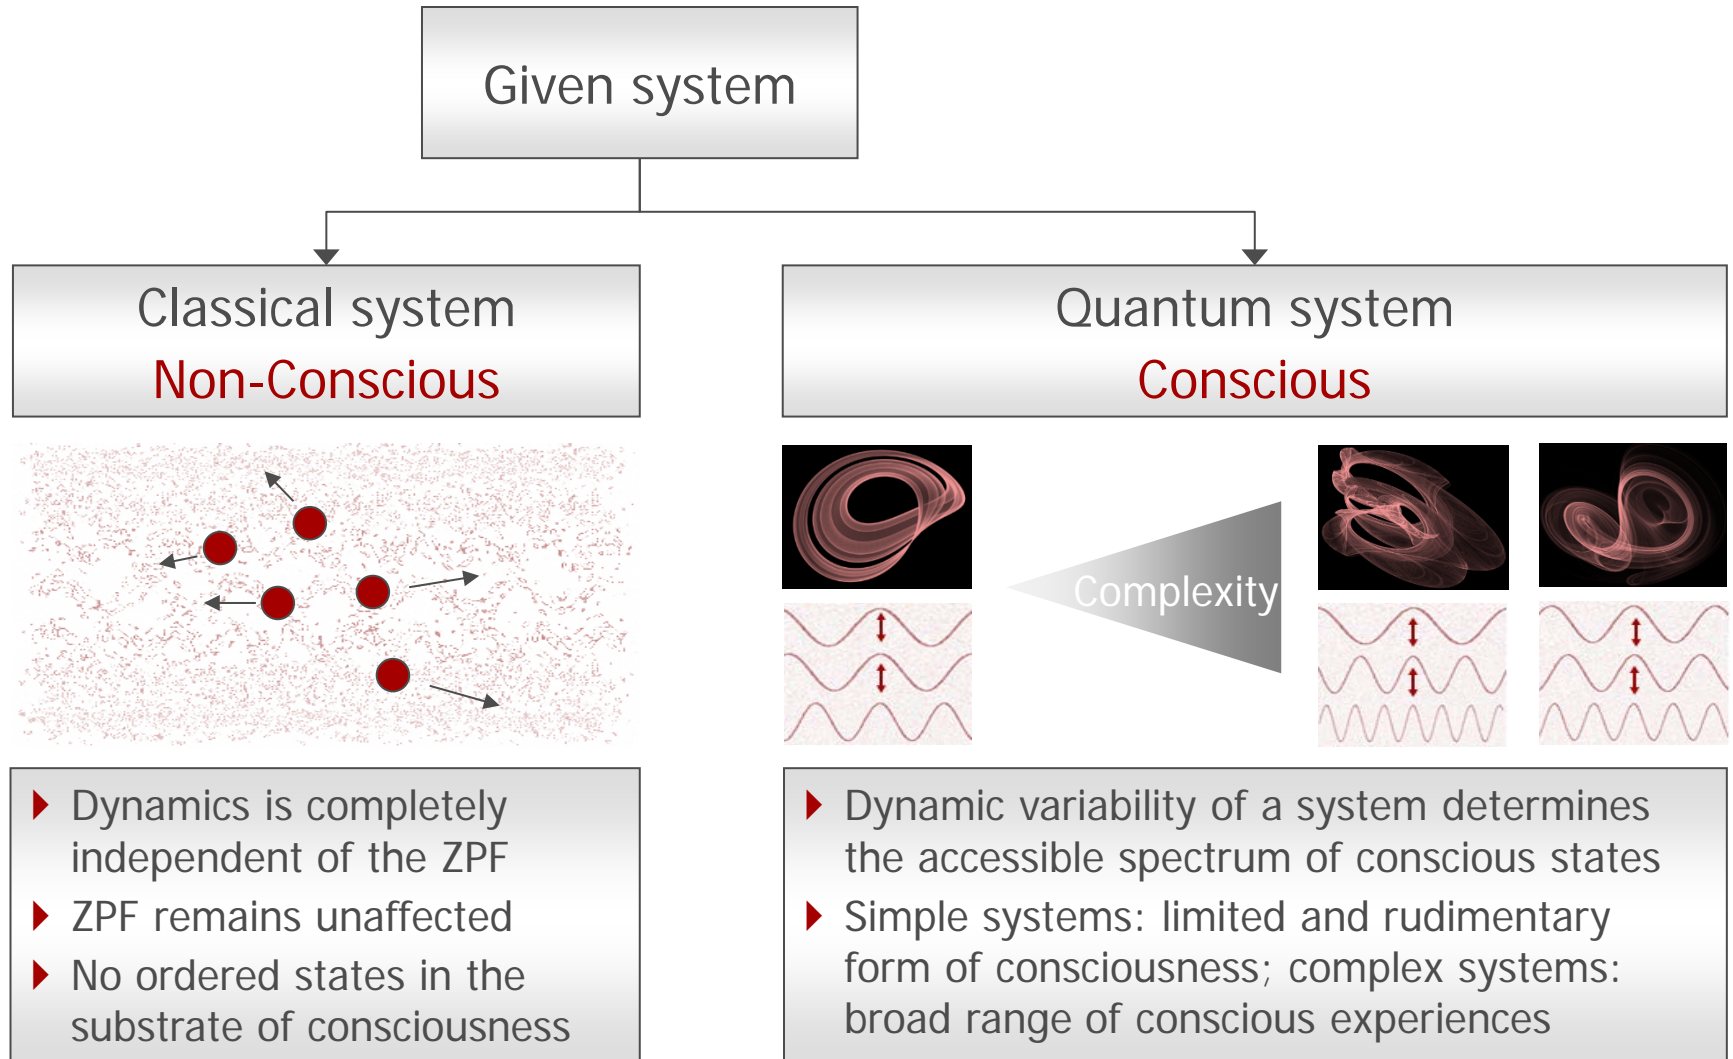 Given system
Classical system
Non-Conscious
Quantum system
Conscious
Complexity
Dynamics is completely
independent of the ZPF
ZPF remains unaffected
No ordered states in the
substrate of consciousness
Dynamic variability of a system determines
the accessible spectrum of conscious states
Simple systems: limited and rudimentary
form of consciousness; complex systems:
broad range of conscious experiences